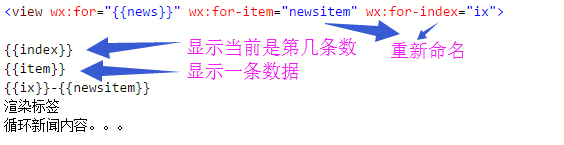 <view wx:for="{{news}}" wx:for-item="newsitem" wx:for-index="ix">
{{index}} 显示当前是第几条数 重新命名
{{item}} 显示一条数据
{{ix}}-{{newsitem}}
渲染标签
循环新闻内容。。。